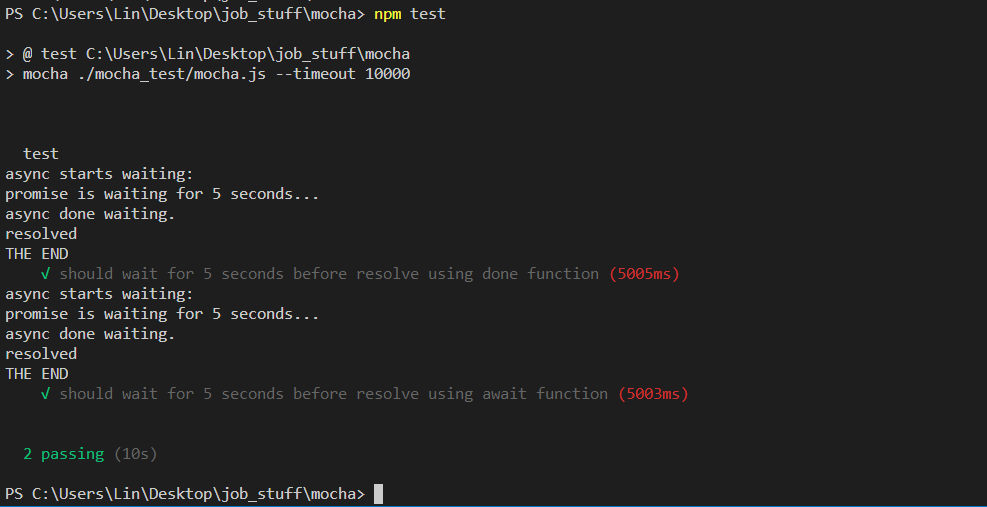 PS C:\Users\Lin\Desktop\job_stuff\mocha> npm test
> @ test C:\Users\Lin\Desktop\job_stuff\mocha
> mocha ./mocha_test/mocha.js --timeout 10000
test
async starts waiting:
promise is waiting for 5 seconds...
async done waiting.
resolved
THE END
√ should wait for 5 seconds before resolve using done function (5005ms)
async starts waiting:
promise is waiting for 5 seconds...
async done waiting.
resolved
THE END
√ should wait for 5 seconds before resolve using await function (5003ms)
2 passing (10s)
PS C:\Users\Lin\Desktop\job_stuff\mocha>